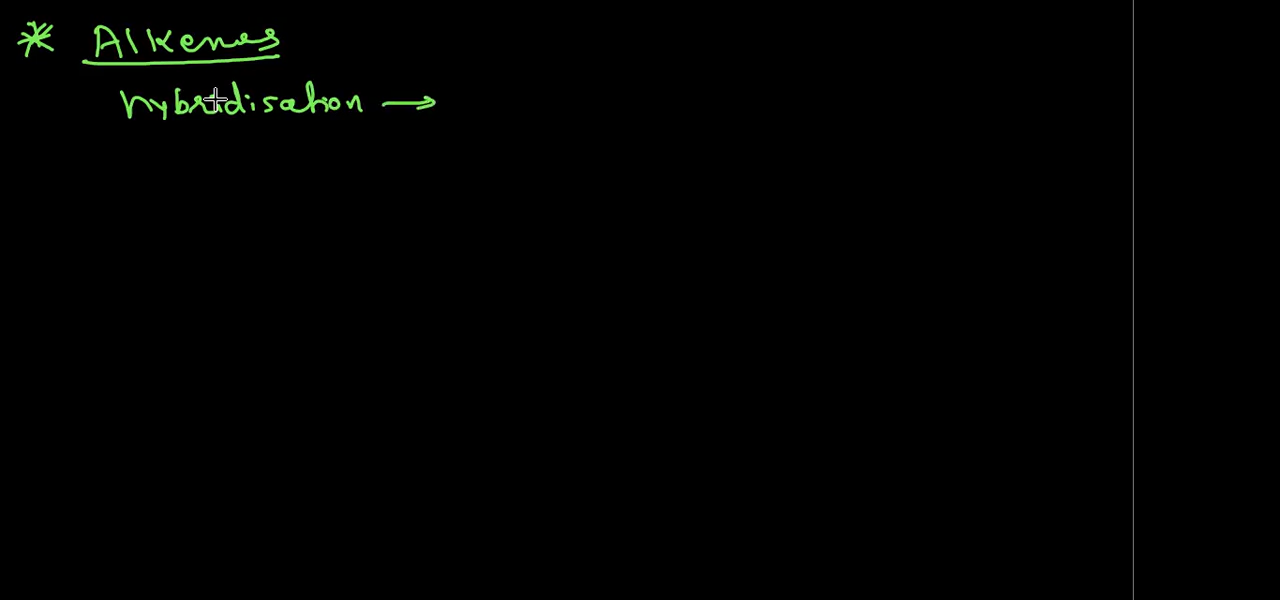 * Alkenes
hybridisation →